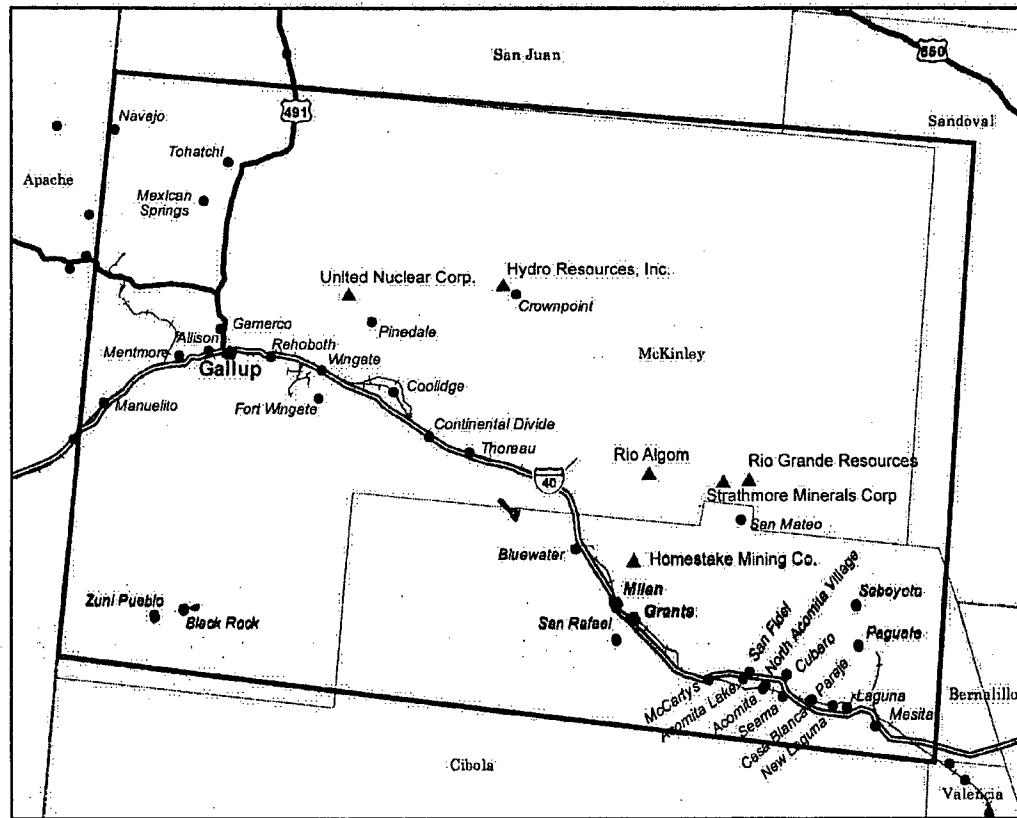 San Juan
550
Sandoval
491
Navajo
Tohatchi
Apache
Mexican
Springs
United Nuclear Corp.
Hydro Resources, Inc.
Crownpoint
Pinedale
Gamerco
Allison
Rehoboth
McKinley
Mentmore
Gallup
Wingate
Coolidge
Fort Wingate
Manuelito
Continental Divide
Thoreau
Rio Algom
Rio Grande Resources
40
Strathmore Minerals Corp
San Mateo
Bluewater
Homestake Mining Co.
Milan
Grants
San Rafael
Zuni Pueblo
Black Rock
San Fidel
North Acomita Village
Cubero
Paraje
Seboyeta
Paguate
Laguna
Mesita
McCartys
Acomita Lake
Acomita
Seama
Casa Blanca
New Laguna
Bernalillo
Cibola
Valencia